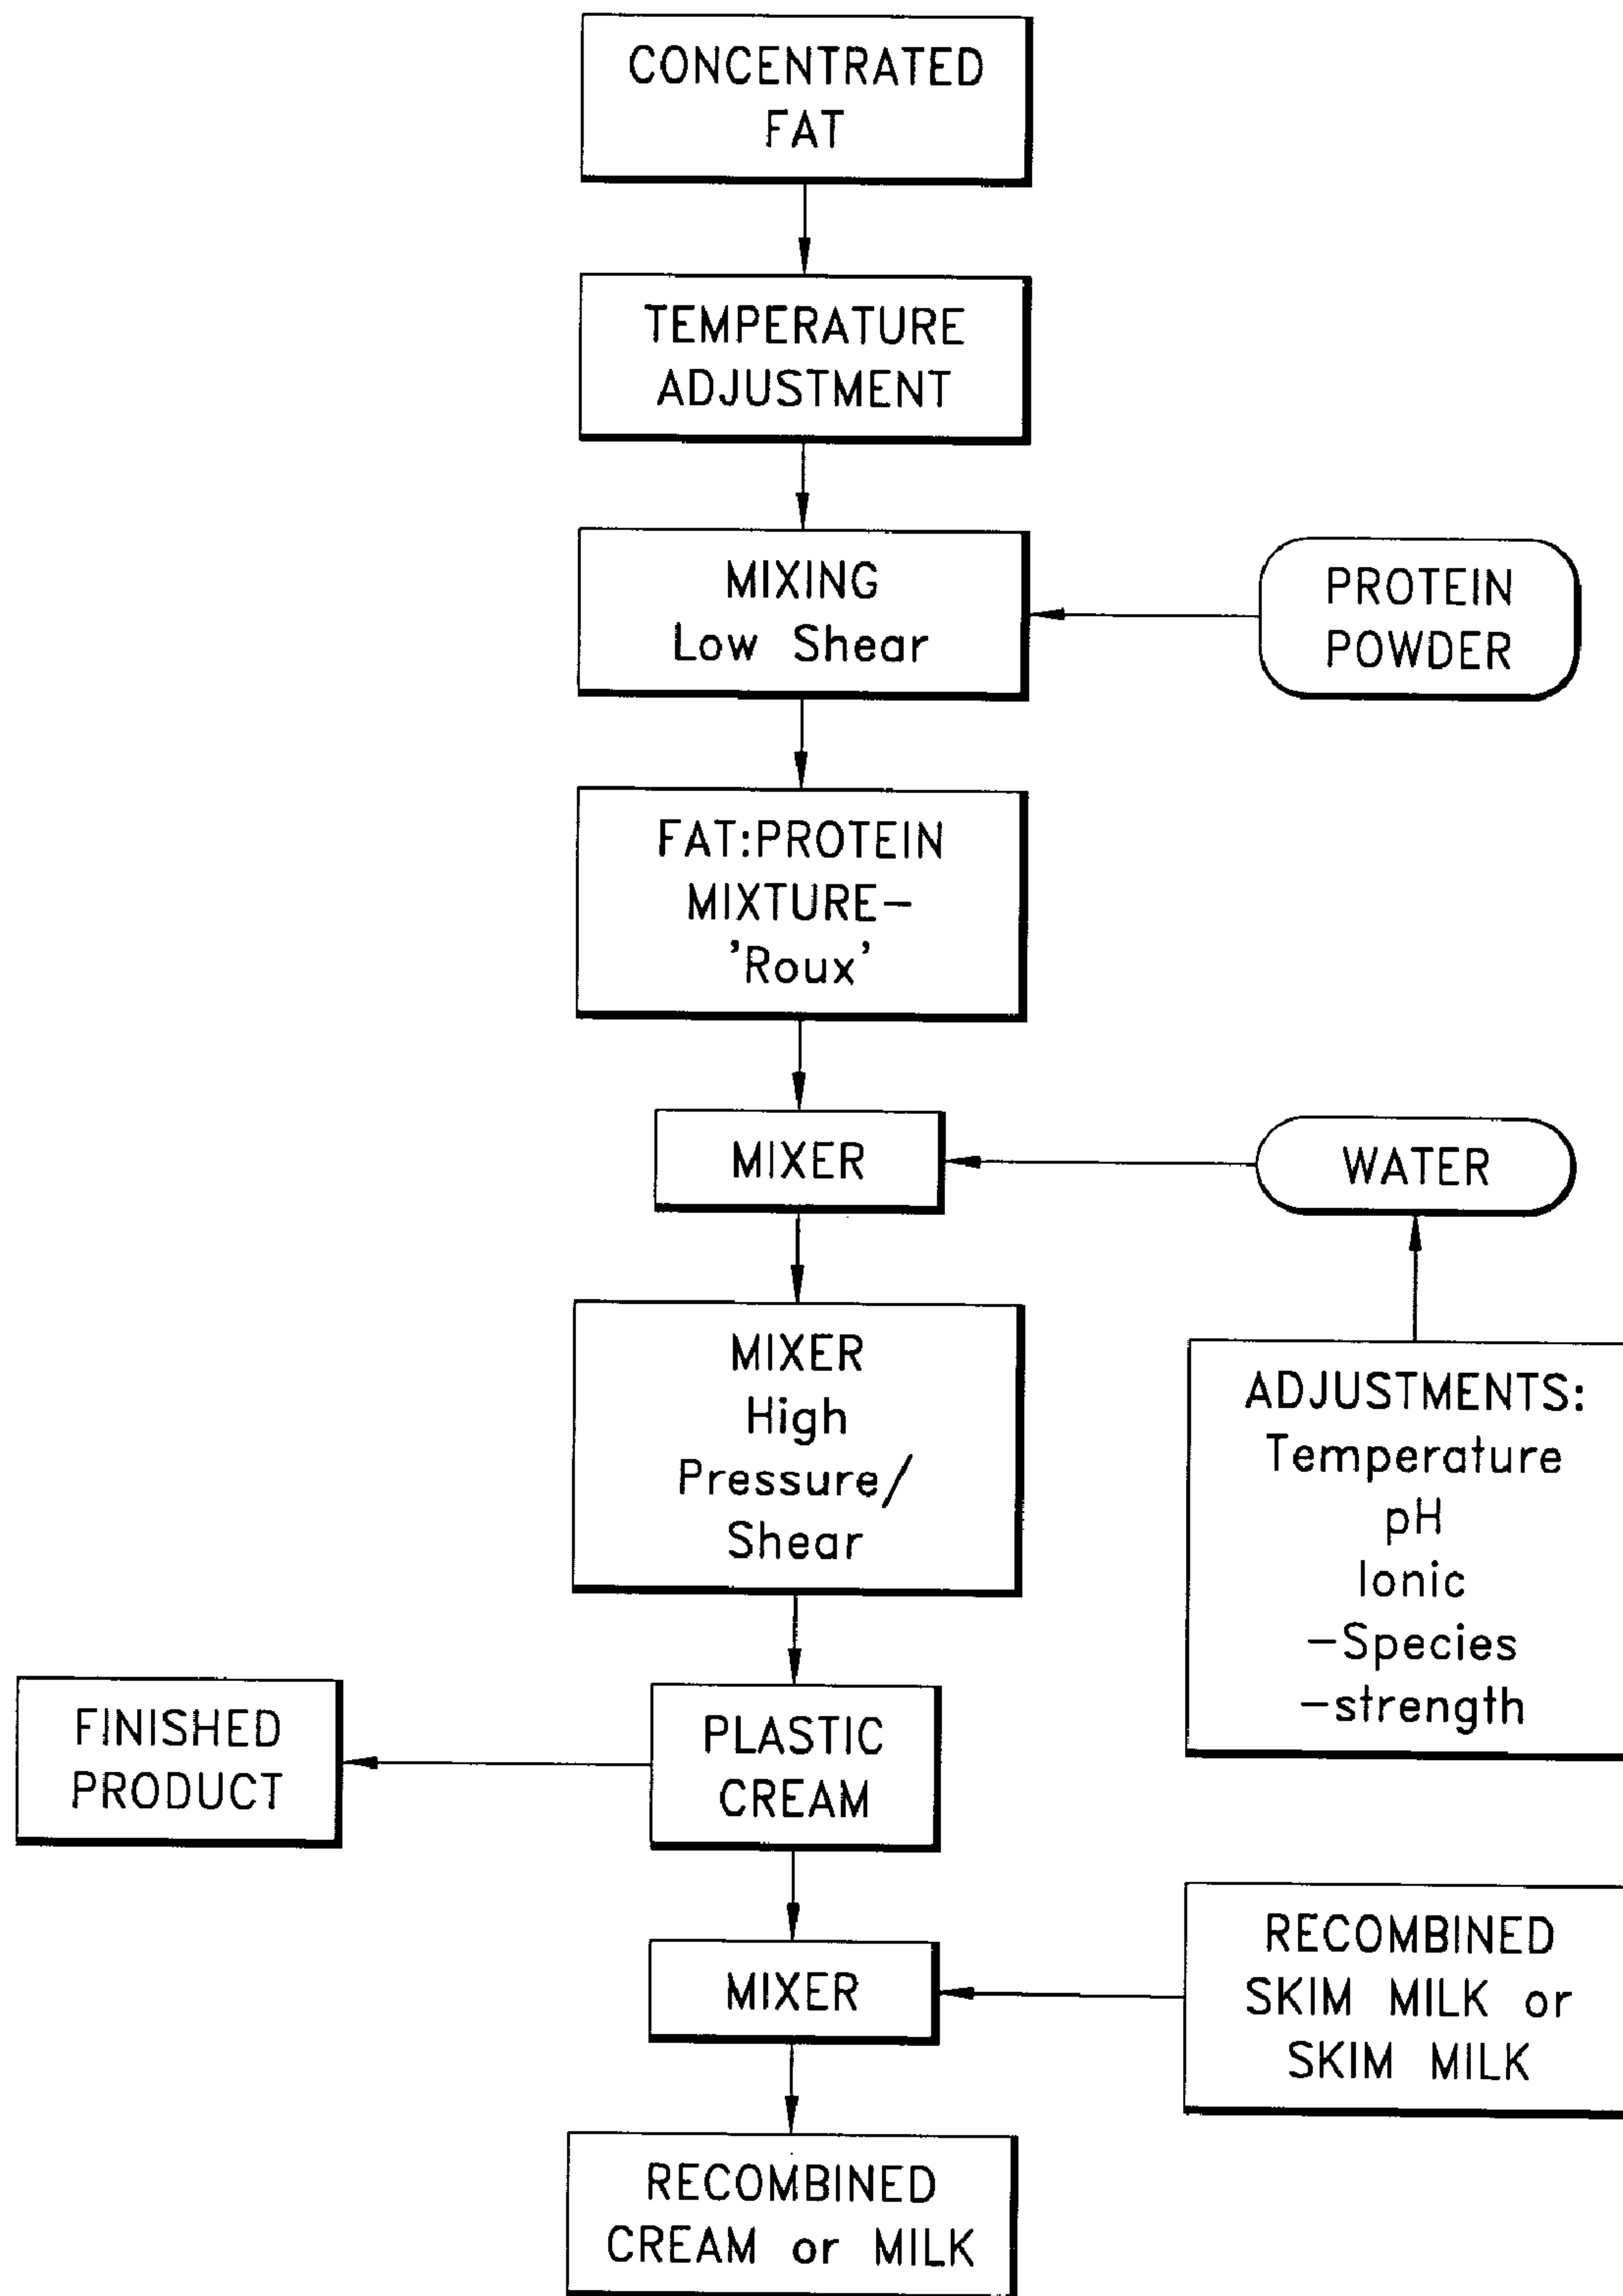 CONCENTRATED
FAT
TEMPERATURE
ADJUSTMENT
MIXING
Low Shear
PROTEIN
POWDER
FAT:PROTEIN
MIXTURE-
'Roux'
MIXER
WATER
MIXER
High
Pressure/
Shear
ADJUSTMENTS:
Temperature
pH
Ionic
-Species
-strength
FINISHED
PRODUCT
PLASTIC
CREAM
MIXER
RECOMBINED
SKIM MILK or
SKIM MILK
RECOMBINED
CREAM or MILK